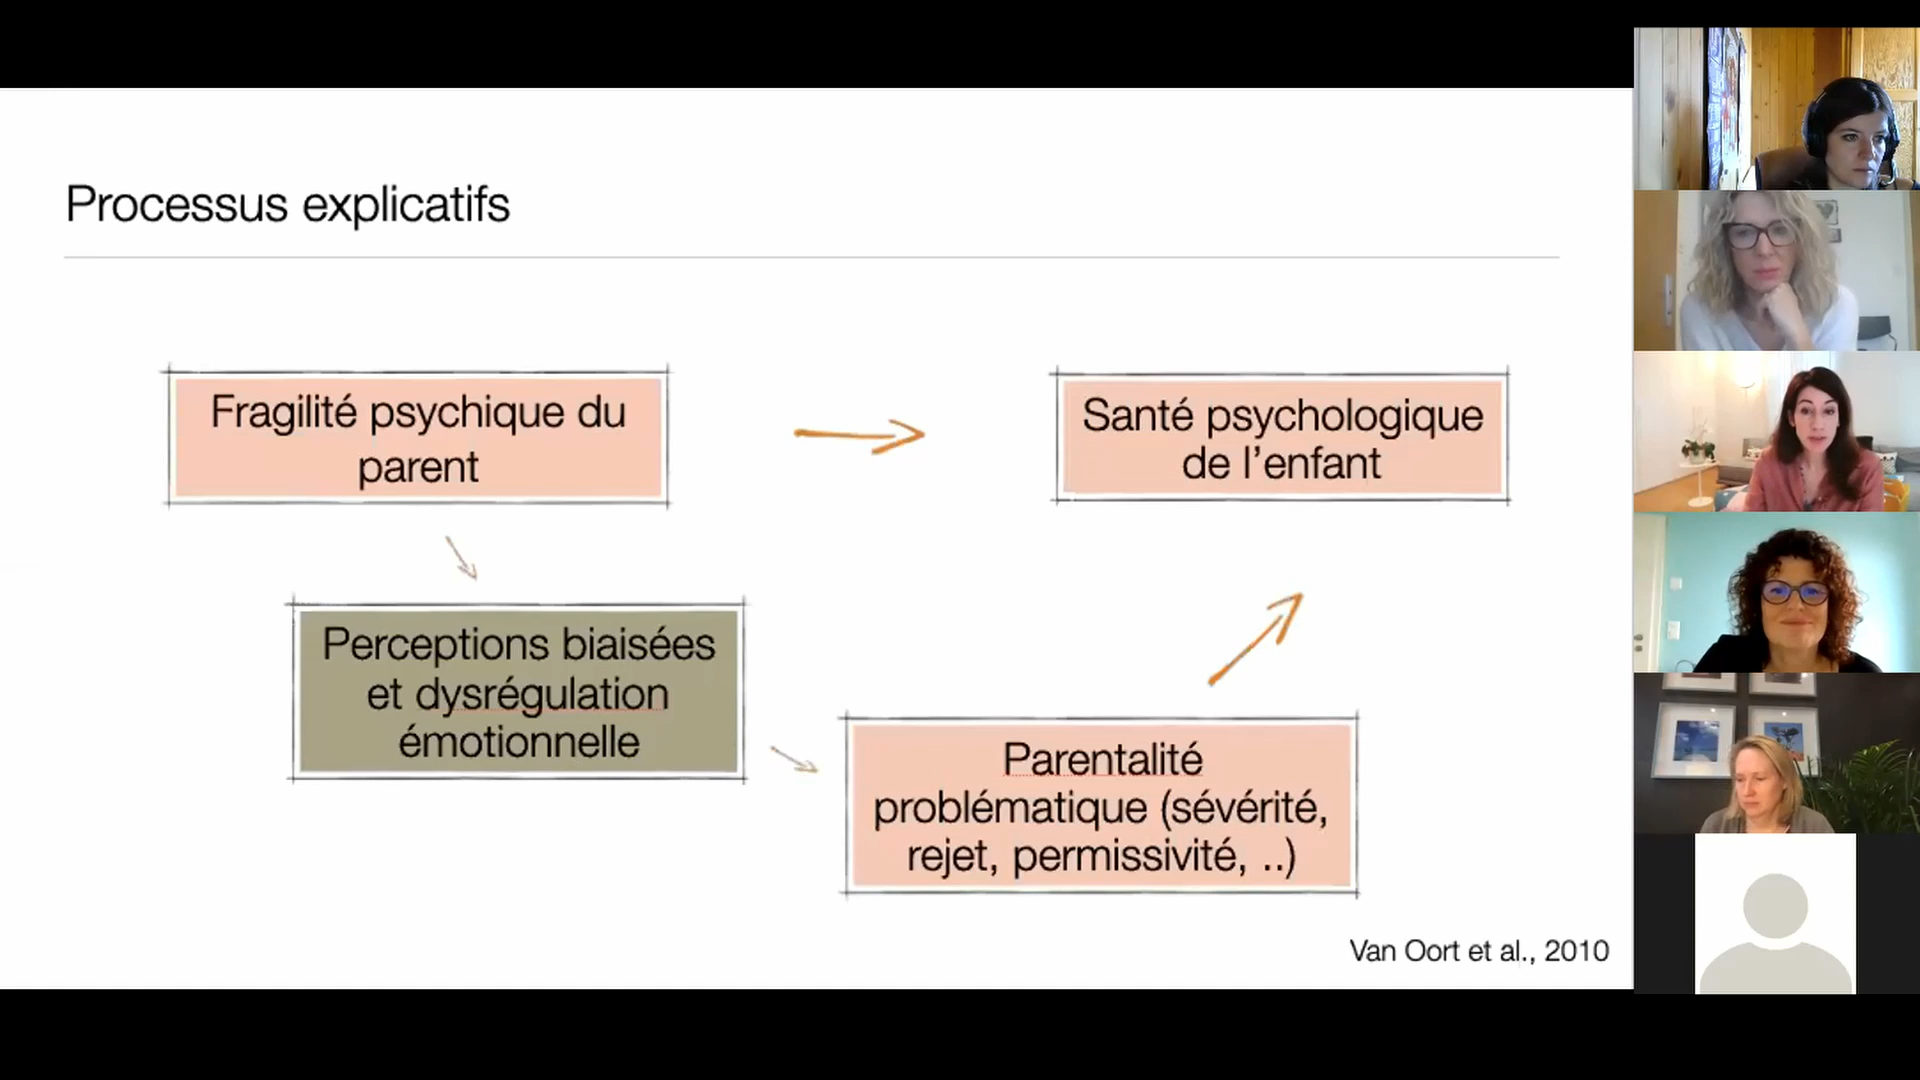 Processus explicatifs
Fragilité psychique du
parent
Santé psychologique
de l’enfant
Perceptions biaisées
et dysrégulation
émotionnelle
Parentalité
problématique (sévérité,
rejet, permissivité, ..)
Van Oort et al., 2010